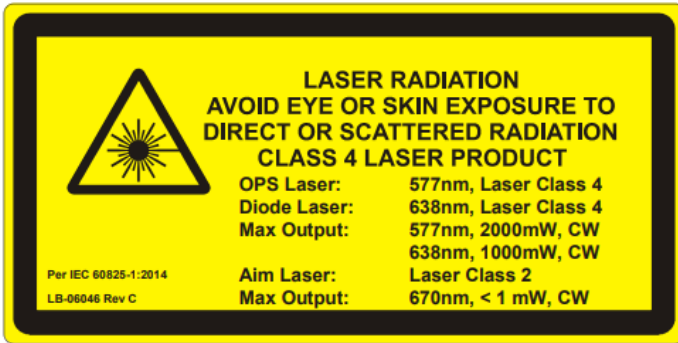 LASER RADIATION
AVOID EYE OR SKIN EXPOSURE TO
DIRECT OR SCATTERED RADIATION
CLASS 4 LASER PRODUCT
OPS Laser: 577nm, Laser Class 4
Diode Laser: 638nm, Laser Class 4
Max Output: 577nm, 2000mW, CW
638nm, 1000mW, CW
Per IEC 60825-1:2014
Aim Laser: Laser Class 2
LB-06046 Rev C
Max Output: 670nm, < 1 mW, CW